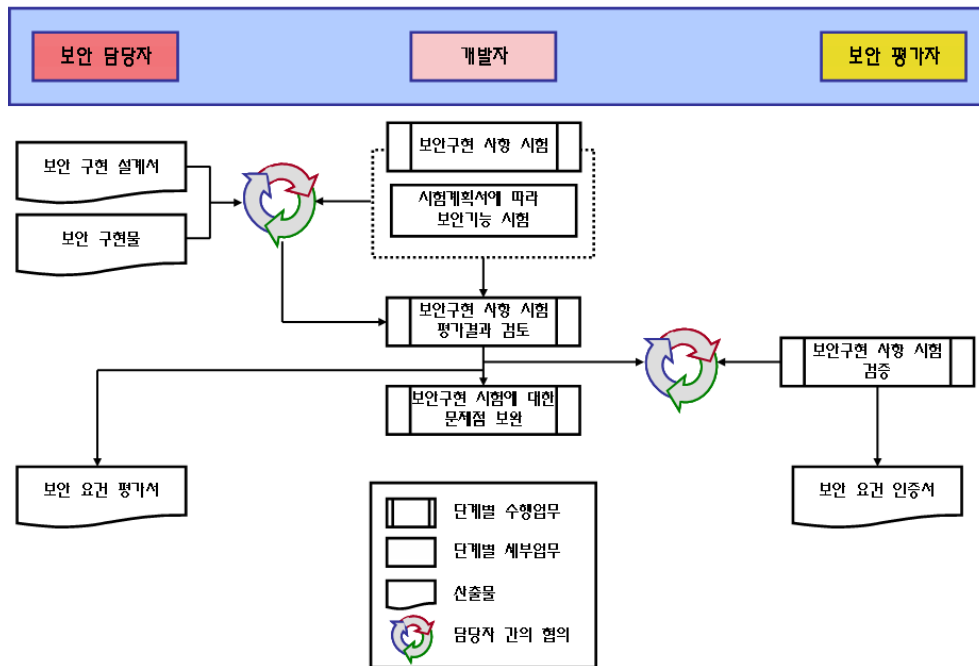 보안 담당자
개발자
보안 평가자
보안 구현 설계서
보안 구현물
보안구현 사항 시험
시험계획서에 따라
보안기능 시험
보안구현 사항 시험
평가결과 검토
보안구현 사항 시험
검증
보안구현 시험에 대한
문제점 보완
보안 요건 평가서
보안 요건 인증서
단계별 수행업무
단계별 세부업무
산출물
담당자 간의 협의